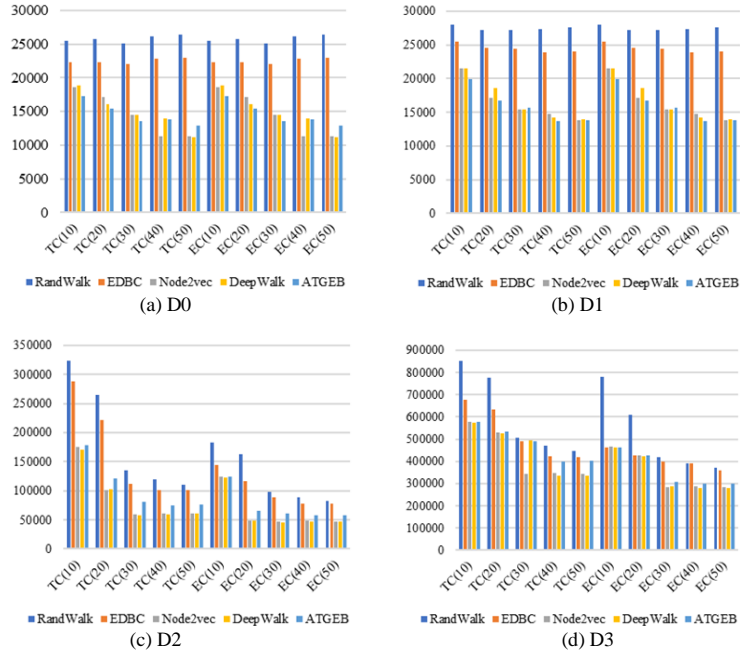 30000
25000
20000
15000
10000
5000
0
TC(10) TC(20) TC(30) TC(40) TC(50) EC(10) EC(20) EC(30) EC(40) EC(50)
RandWalk EDBC Node2vec DeepWalk ATGEB
(a) D0
30000
25000
20000
15000
10000
5000
0
TC(10) TC(20) TC(30) TC(40) TC(50) EC(10) EC(20) EC(30) EC(40) EC(50)
RandWalk EDBC Node2vec DeepWalk ATGEB
(b) D1
350000
300000
250000
200000
150000
100000
50000
0
TC(10) TC(20) TC(30) TC(40) TC(50) EC(10) EC(20) EC(30) EC(40) EC(50)
RandWalk EDBC Node2vec DeepWalk ATGEB
(c) D2
900000
800000
700000
600000
500000
400000
300000
200000
100000
0
TC(10) TC(20) TC(30) TC(40) TC(50) EC(10) EC(20) EC(30) EC(40) EC(50)
RandWalk EDBC Node2vec DeepWalk ATGEB
(d) D3